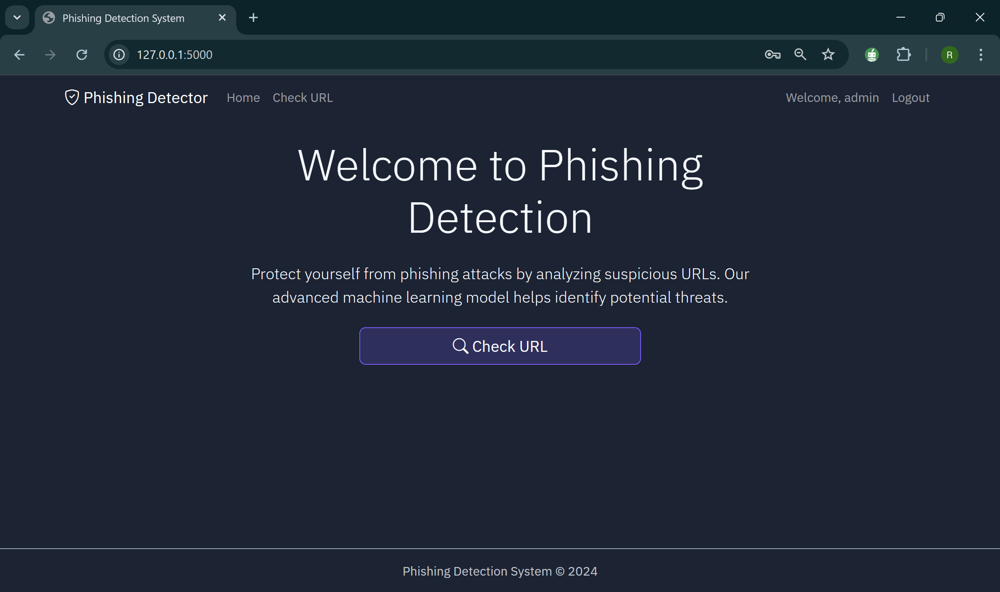 Phishing Detection System
127.0.0.1:5000
R
Phishing Detector Home Check URL Welcome, admin Logout
Welcome to Phishing
Detection
Protect yourself from phishing attacks by analyzing suspicious URLs. Our
advanced machine learning model helps identify potential threats.
Check URL
Phishing Detection System © 2024